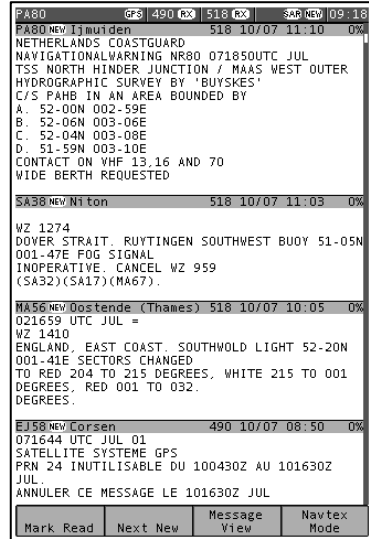 PA80 GPS 490 RX 518 RX SAR NEW 09:18
PA80 NEW Ijmuiden 518 10/07 11:10 0%
NETHERLANDS COASTGUARD
NAVIGATIONALWARNING NR80 071850UTC JUL
TSS NORTH HINDER JUNCTION / MAAS WEST OUTER
HYDROGRAPHIC SURVEY BY 'BUYSKES'
C/S PAHB IN AN AREA BOUNDED BY
A. 52-00N 002-59E
B. 52-06N 003-06E
C. 52-04N 003-08E
D. 51-59N 003-10E
CONTACT ON VHF 13,16 AND 70
WIDE BERTH REQUESTED
SA38 NEW Niton 518 10/07 11:03 0%
WZ 1274
DOVER STRAIT. RUYTINGEN SOUTHWEST BUOY 51-05N
001-47E FOG SIGNAL
INOPERATIVE. CANCEL WZ 959
(SA32)(SA17)(MA67).
MA56 NEW Oostende (Thames) 518 10/07 10:05 0%
021659 UTC JUL =
WZ 1410
ENGLAND, EAST COAST. SOUTHWOLD LIGHT 52-20N
001-41E SECTORS CHANGED
TO RED 204 TO 215 DEGREES, WHITE 215 TO 001
DEGREES, RED 001 TO 032.
DEGREES.
EJ58 NEW Corsen 490 10/07 08:50 0%
071644 UTC JUL 01
SATELLITE SYSTEME GPS
PRN 24 INUTILISABLE DU 100430Z AU 101630Z
JUL.
ANNULER CE MESSAGE LE 101630Z JUL
Mark Read Next New Message View Navtex Mode